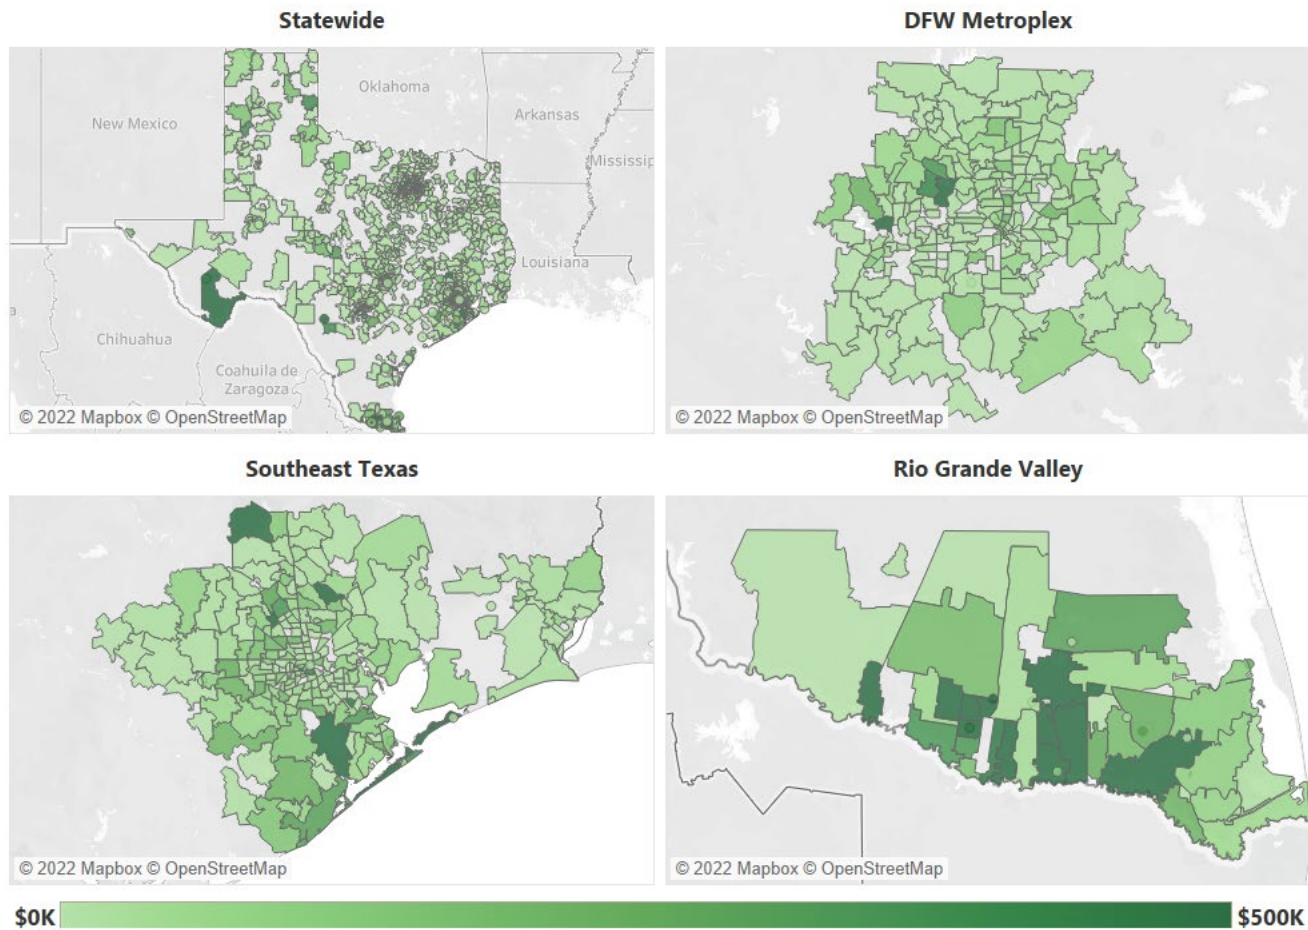 Statewide
DFW Metroplex
Oklahoma
New Mexico
Arkansas
Mississip
Louisiana
Chihuahua
Coahuila de
Zaragoza
© 2022 Mapbox © OpenStreetMap
© 2022 Mapbox © OpenStreetMap
Southeast Texas
Rio Grande Valley
© 2022 Mapbox © OpenStreetMap
© 2022 Mapbox © OpenStreetMap
$0K
$500K